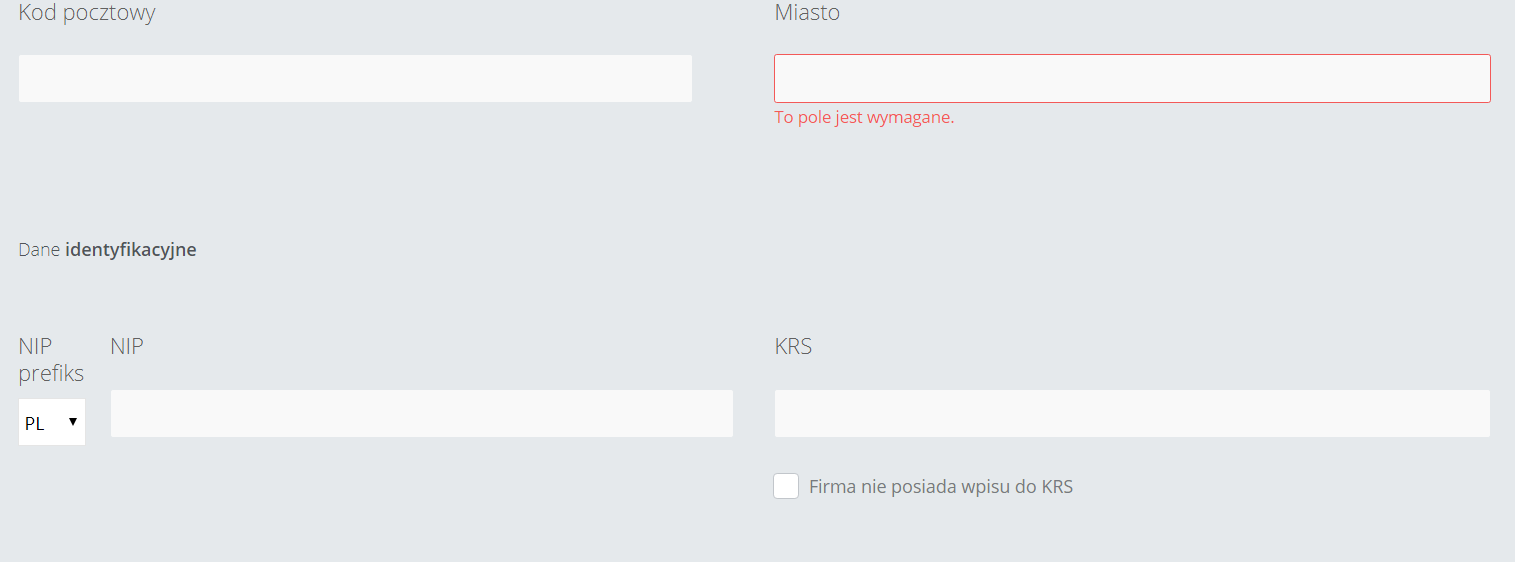 Kod pocztowy
Miasto
To pole jest wymagane.
Dane identyfikacyjne
NIP
prefiks
NIP
KRS
PL
Firma nie posiada wpisu do KRS